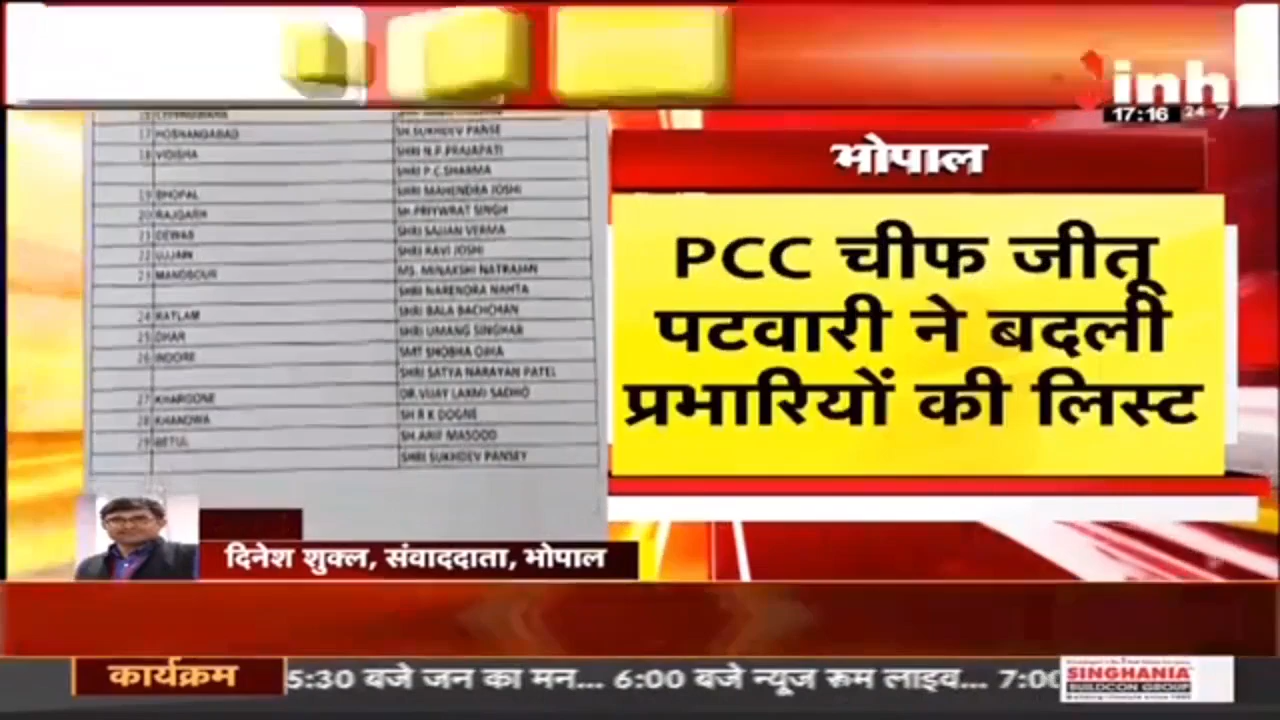 inh
17:16 24 7
भोपाल
PCC चीफ जीतू
पटवारी ने बदली
प्रभारियों की लिस्ट
17 HOSHANGABAD SH.SUKHDEV PANSE
18 VIDISHA SHRI N.P.PRAJAPATI
SHRI P.C.SHARMA
19 BHOPAL SHRI MAHENDRA JOSHI
20 RAJGARH SH.PRIYWRAT SINGH
21 DEWAS SHRI SAJJAN VERMA
22 UJJAIN SHRI RAVI JOSHI
23 MANDSOUR MS. MINAKSHI NATRAJAN
SHRI NARENDRA NAHTA
24 RATLAM SHRI BALA BACHCHAN
25 DHAR SHRI UMANG SINGHAR
26 INDORE SMT SHOBHA OJHA
SHRI SATYA NARAYAN PATEL
27 KHARGONE DR.VIJAY LAXMI SADHO
28 KHANDWA SH R K DOGNE
29 BETUL SH.ARIF MASOOD
SHRI SUKHDEV PANSEY
दिनेश शुक्ल, संवाददाता, भोपाल
कार्यक्रम 5:30 बजे जन का मन... 6:00 बजे न्यूज रूम लाइव... 7:00
SINGHANIA
BUILDCON GROUP